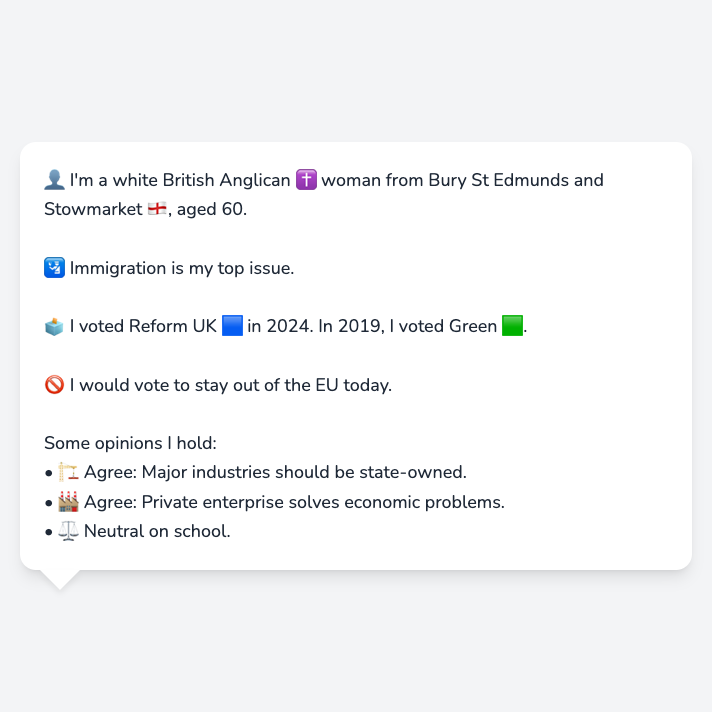 👤 I'm a white British Anglican ✝️ woman from Bury St Edmunds and
Stowmarket 🏴󠁧󠁢󠁥󠁮󠁧󠁿, aged 60.
🛂 Immigration is my top issue.
🗳️ I voted Reform UK 🟦 in 2024. In 2019, I voted Green 🟩.
🚫 I would vote to stay out of the EU today.
Some opinions I hold:
• 🏗️ Agree: Major industries should be state-owned.
• 🏭 Agree: Private enterprise solves economic problems.
• ⚖️ Neutral on school.